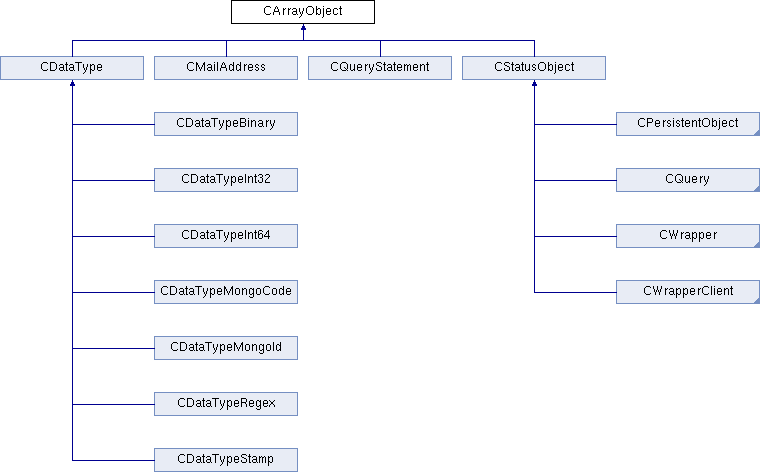 CArrayObject
CDataType
CMailAddress
CQueryStatement
CStatusObject
CDataTypeBinary
CPersistentObject
CDataTypeInt32
CQuery
CDataTypeInt64
CWrapper
CDataTypeMongoCode
CWrapperClient
CDataTypeMongoId
CDataTypeRegex
CDataTypeStamp